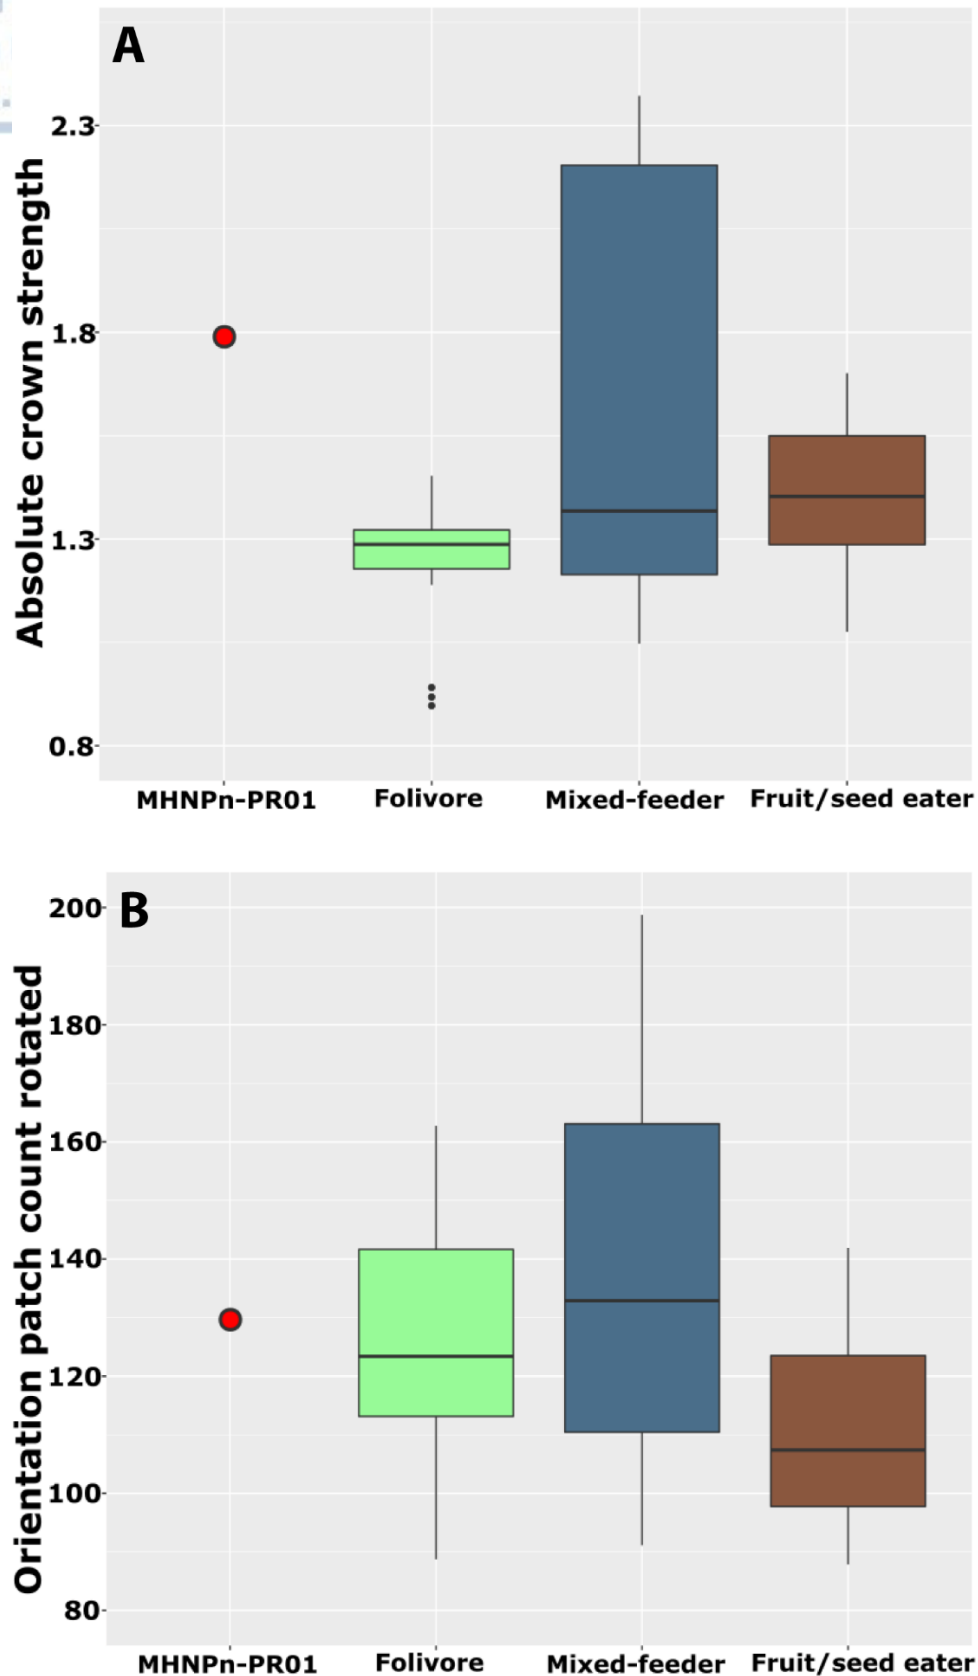 A
Absolute crown strength
2.3
1.8
1.3
0.8
MHNPn-PR01 Folivore Mixed-feeder Fruit/seed eater
B
Orientation patch count rotated
200
180
160
140
120
100
80
MHNPn-PR01 Folivore Mixed-feeder Fruit/seed eater